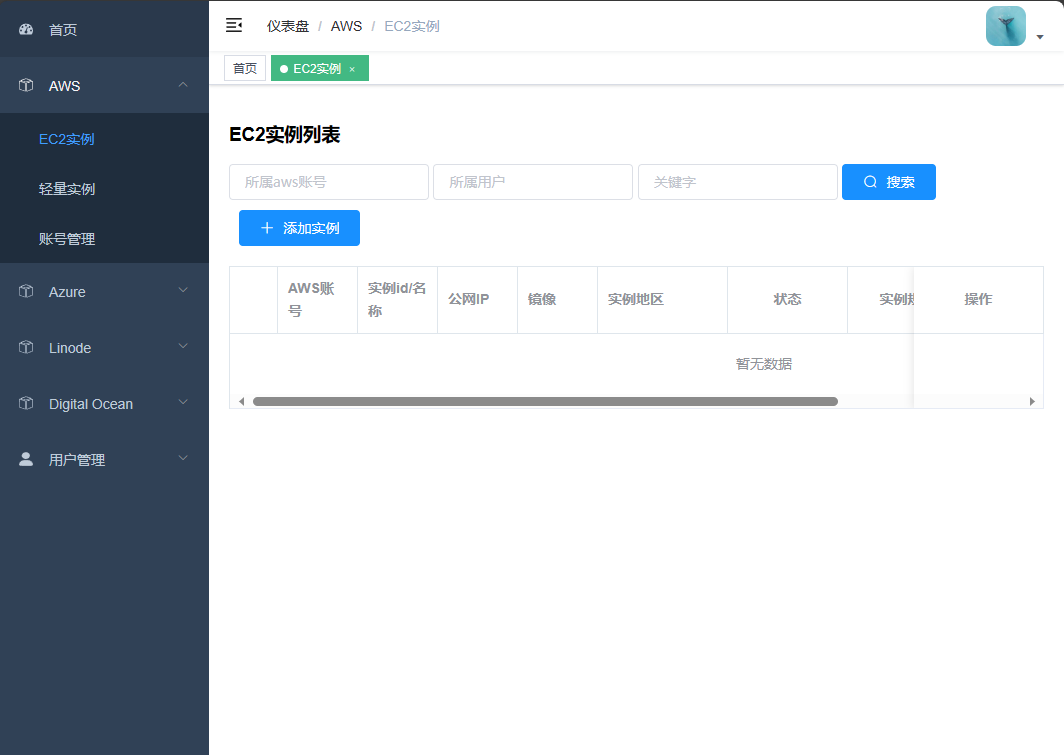 首页
AWS
EC2实例
轻量实例
账号管理
Azure
Linode
Digital Ocean
用户管理
仪表盘 / AWS / EC2实例
首页 EC2实例 ×
EC2实例列表
所属aws账号 所属用户 关键字 搜索
添加实例
AWS账号 实例id/名称 公网IP 镜像 实例地区 状态 实例 操作
暂无数据